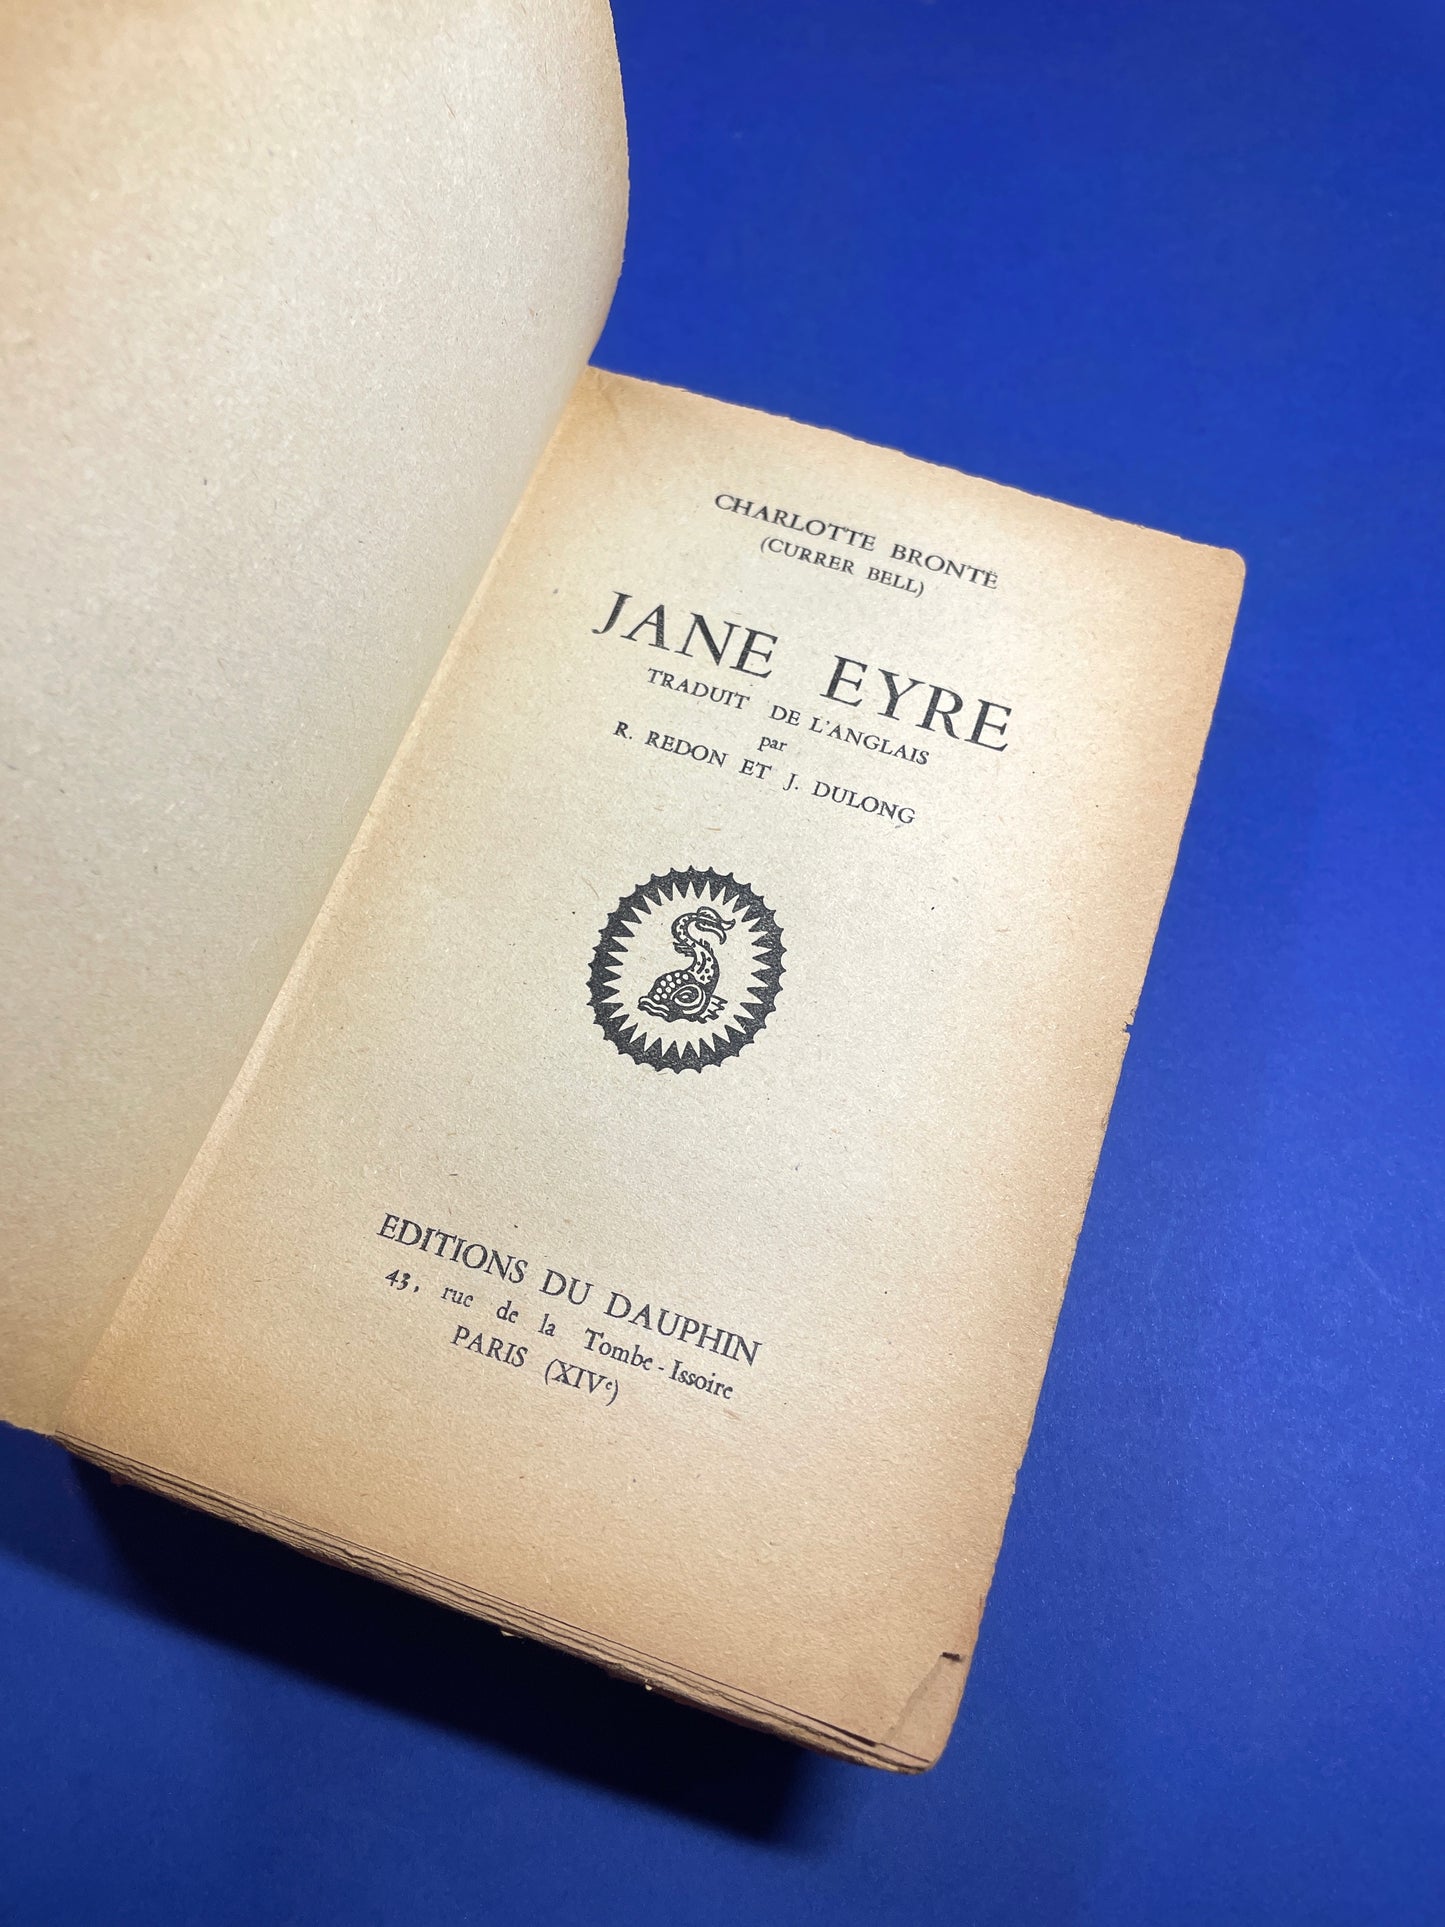 CHARLOTTE BRONTË
(CURRER BELL)
JANE EYRE
TRADUIT DE L'ANGLAIS
par
R. REDON ET J. DULONG
EDITIONS DU DAUPHIN
43, rue de la Tombe-Issoire
PARIS (XIVe)